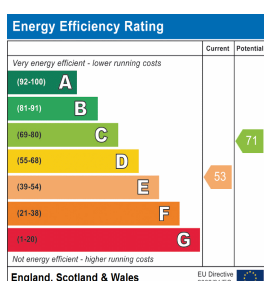 Energy Efficiency Rating
Current Potential
Very energy efficient - lower running costs
(92-100) A
(81-91) B
(69-80) C
71
(55-68) D
53
(39-54) E
(21-38) F
(1-20) G
Not energy efficient - higher running costs
England, Scotland & Wales
EU Directive